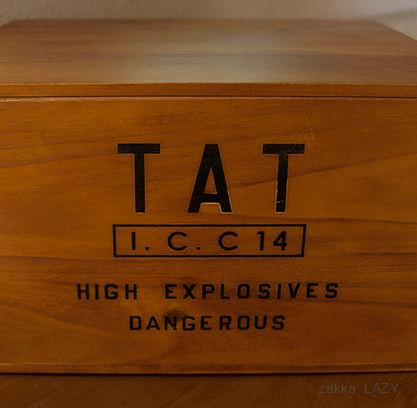 TAT
I. C. C 14
HIGH EXPLOSIVES
DANGEROUS
zakka LAZY.